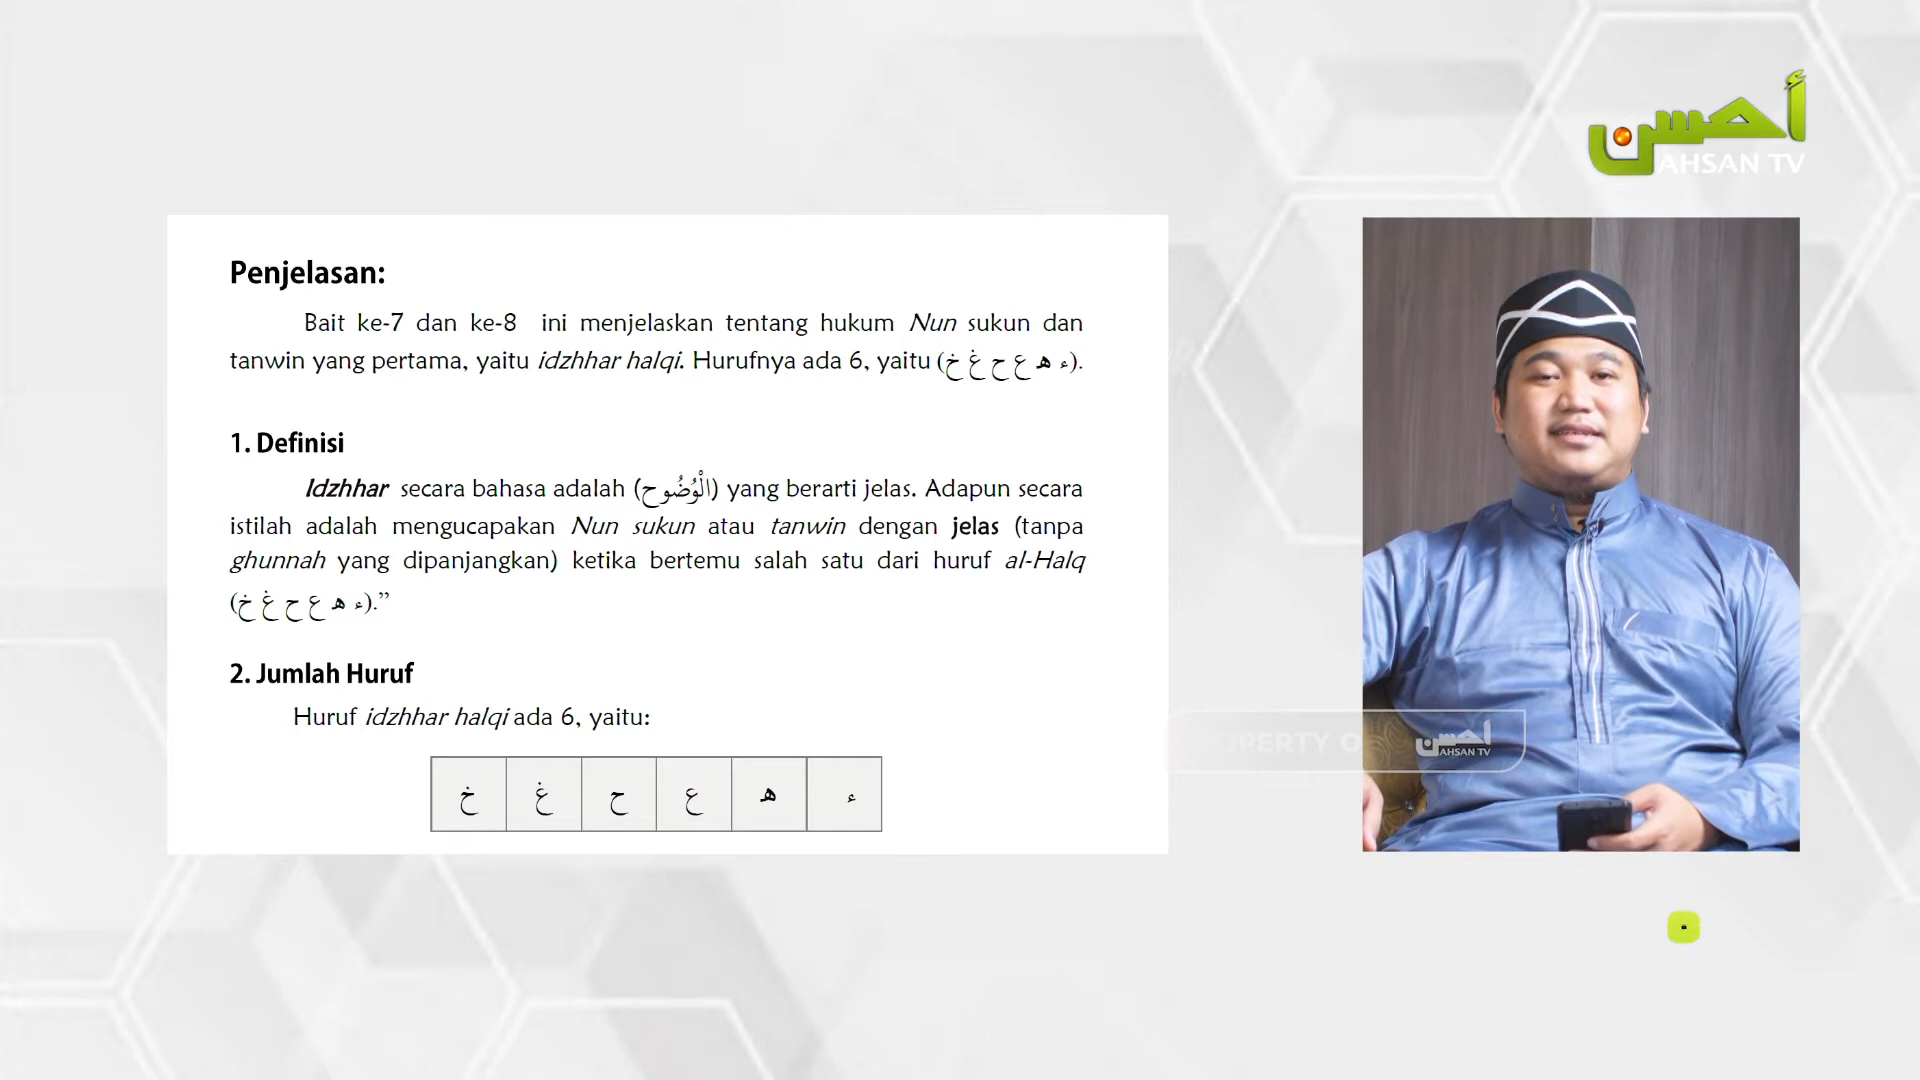 أحسن
AHSAN TV
Penjelasan:
Bait ke-7 dan ke-8 ini menjelaskan tentang hukum Nun sukun dan
tanwin yang pertama, yaitu idzhhar halqi. Hurufnya ada 6, yaitu (ء ﻫ ع ح غ خ).
1. Definisi
Idzhhar secara bahasa adalah (الْوُضُوح) yang berarti jelas. Adapun secara
istilah adalah mengucapakan Nun sukun atau tanwin dengan jelas (tanpa
ghunnah yang dipanjangkan) ketika bertemu salah satu dari huruf al-Halq
(ء ﻫ ع ح غ خ).”
2. Jumlah Huruf
Huruf idzhhar halqi ada 6, yaitu:
ء ﻫ ع ح غ خ
OPERTY O
أحسن
AHSAN TV